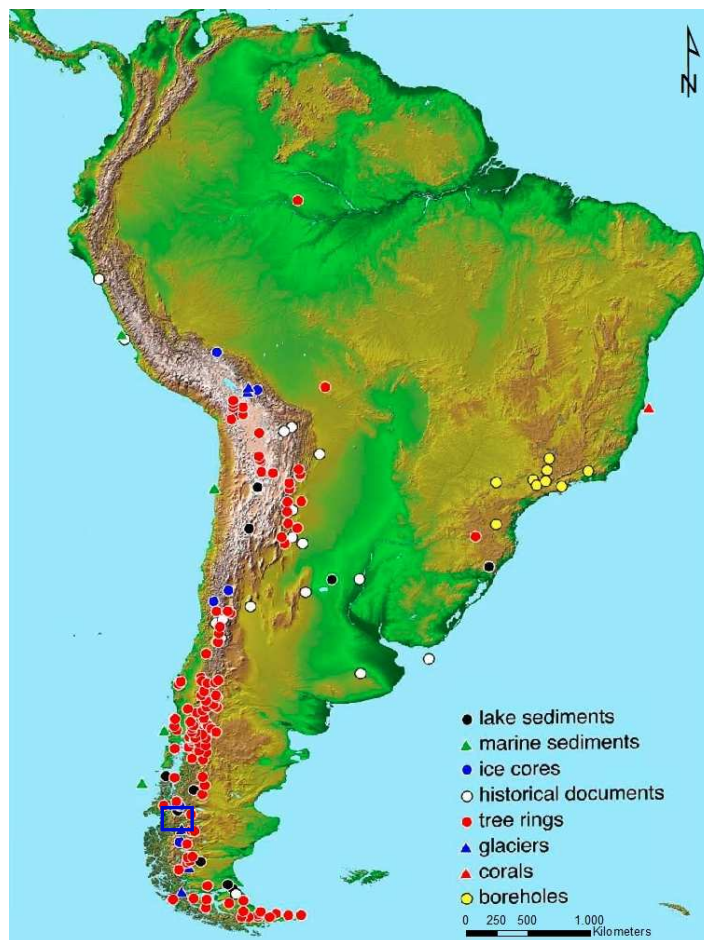 N
lake sediments
marine sediments
ice cores
historical documents
tree rings
glaciers
corals
boreholes
0 250 500 1.000
Kilometers